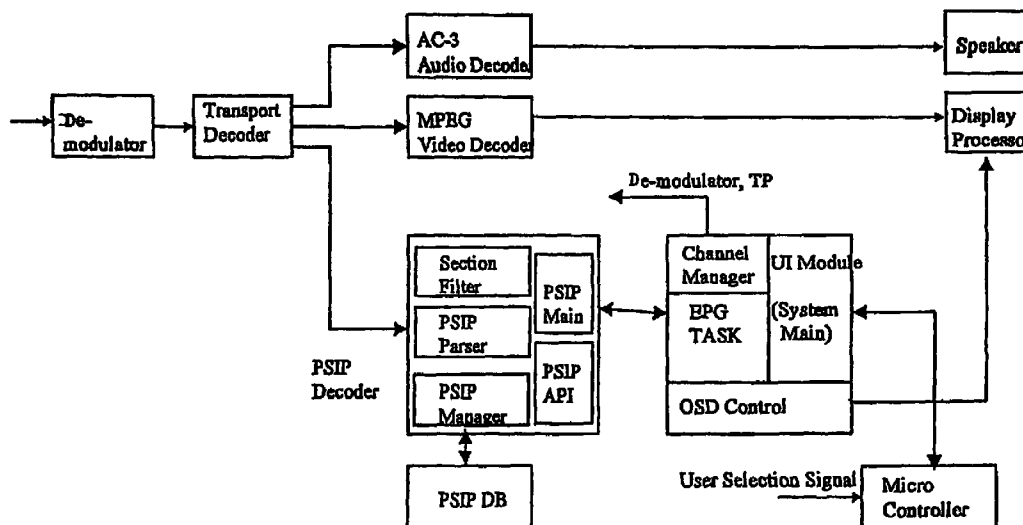 AC-3
Audio Decoder
Speaker
De-
modulator
Transport
Decoder
MPEG
Video Decoder
Display
Processor
De-modulator, TP
Section
Filter
PSIP
Parser
PSIP
Manager
PSIP
Main
PSIP
API
PSIP
Decoder
Channel
Manager
UI Module
(System
Main)
EPG
TASK
OSD Control
PSIP DB
User Selection Signal
Micro
Controller